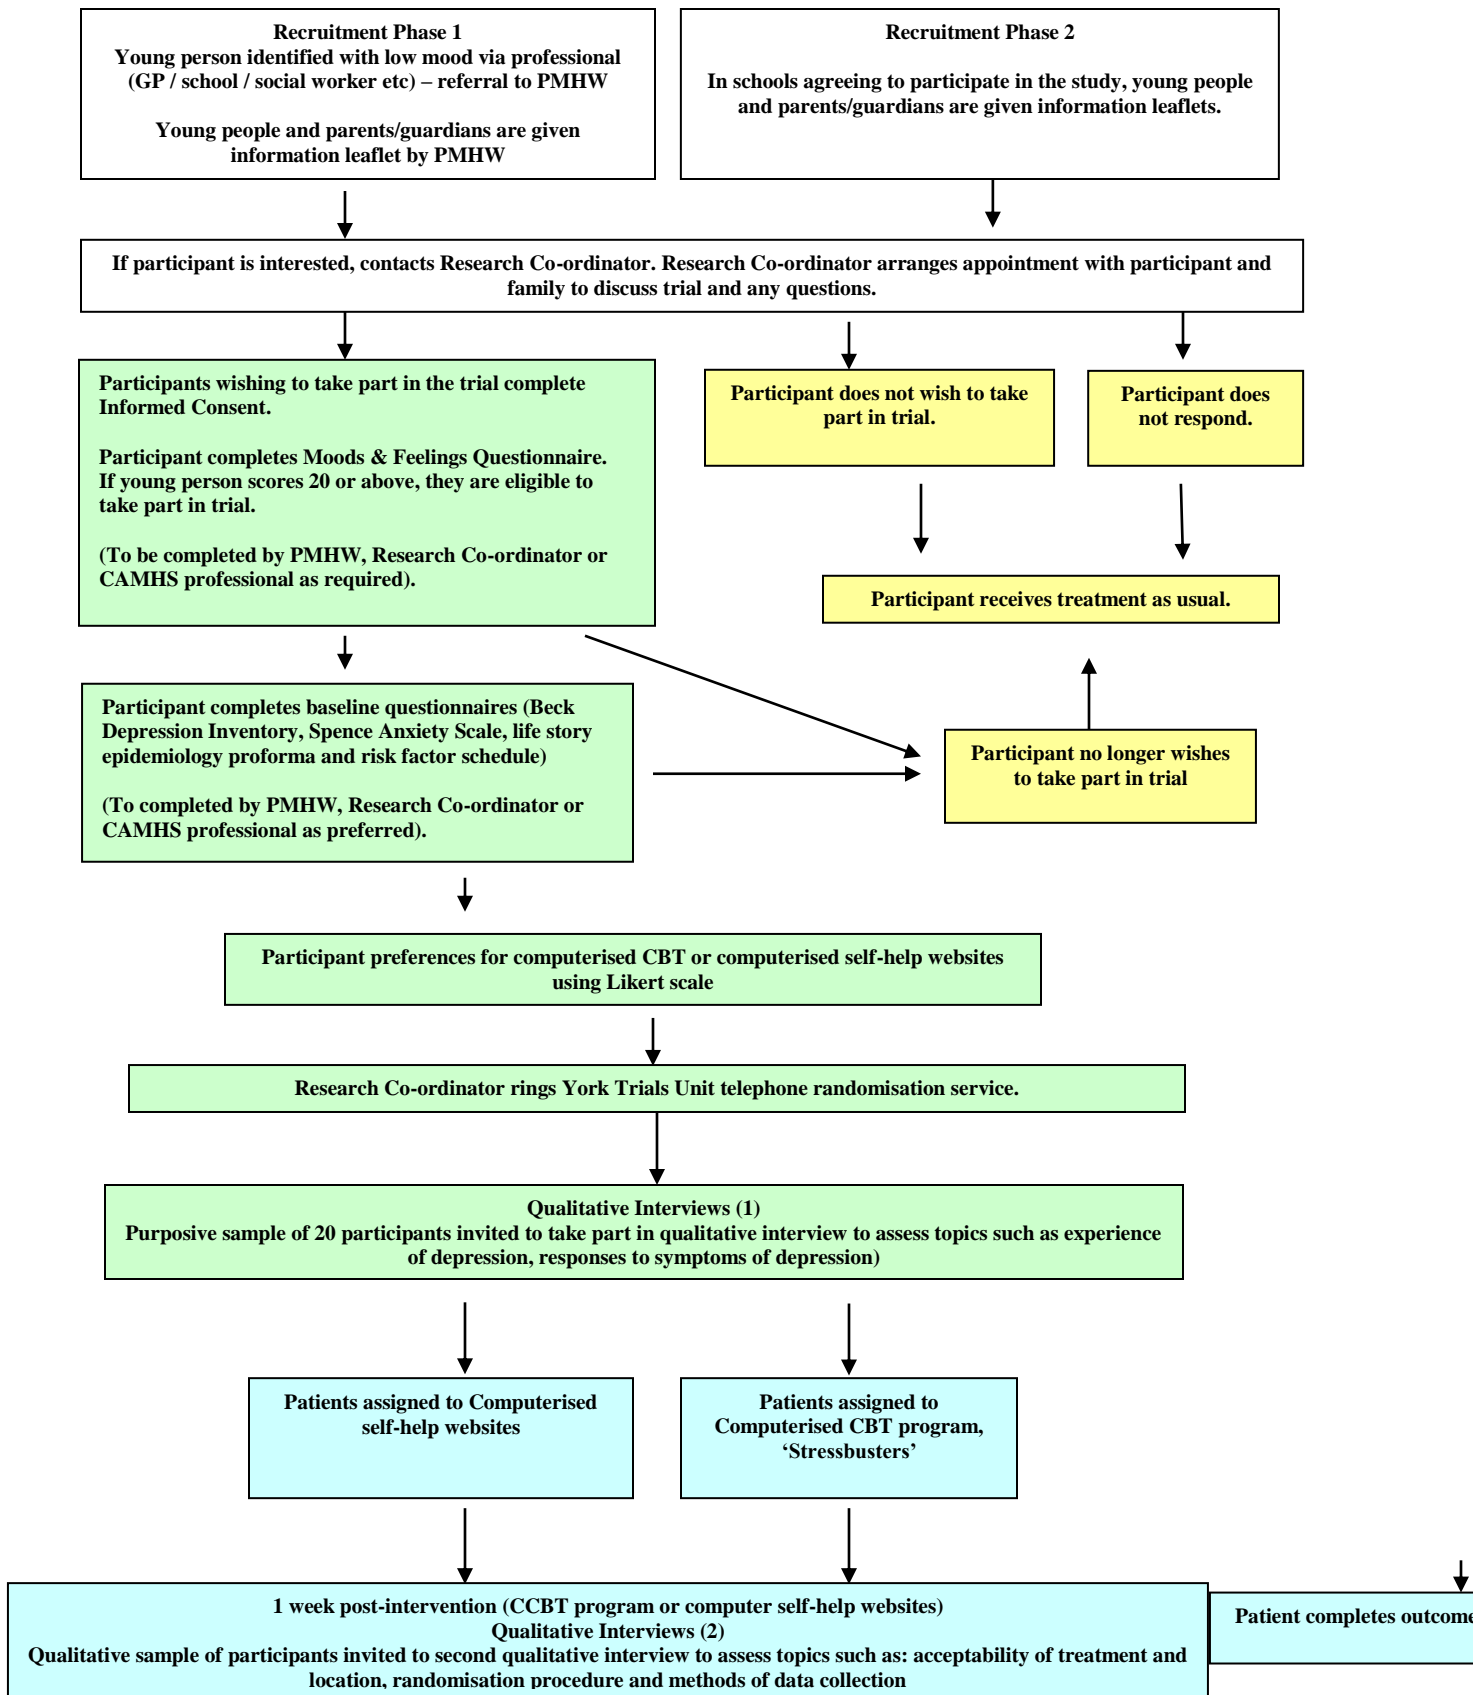 Recruitment Phase 1
Young person identified with low mood via professional
(GP / school / social worker etc) – referral to PMHW
Young people and parents/guardians are given
information leaflet by PMHW
Recruitment Phase 2
In schools agreeing to participate in the study, young people
and parents/guardians are given information leaflets.
If participant is interested, contacts Research Co-ordinator. Research Co-ordinator arranges appointment with participant and
family to discuss trial and any questions.
Participants wishing to take part in the trial complete
Informed Consent.
Participant completes Moods & Feelings Questionnaire.
If young person scores 20 or above, they are eligible to
take part in trial.
(To be completed by PMHW, Research Co-ordinator or
CAMHS professional as required).
Participant does not wish to take
part in trial.
Participant does
not respond.
Participant receives treatment as usual.
Participant completes baseline questionnaires (Beck
Depression Inventory, Spence Anxiety Scale, life story
epidemiology proforma and risk factor schedule)
(To completed by PMHW, Research Co-ordinator or
CAMHS professional as preferred).
Participant no longer wishes
to take part in trial
Participant preferences for computerised CBT or computerised self-help websites
using Likert scale
Research Co-ordinator rings York Trials Unit telephone randomisation service.
Qualitative Interviews (1)
Purposive sample of 20 participants invited to take part in qualitative interview to assess topics such as experience
of depression, responses to symptoms of depression)
Patients assigned to Computerised
self-help websites
Patients assigned to
Computerised CBT program,
‘Stressbusters’
1 week post-intervention (CCBT program or computer self-help websites)
Qualitative Interviews (2)
Qualitative sample of participants invited to second qualitative interview to assess topics such as: acceptability of treatment and
location, randomisation procedure and methods of data collection
Patient completes outcome